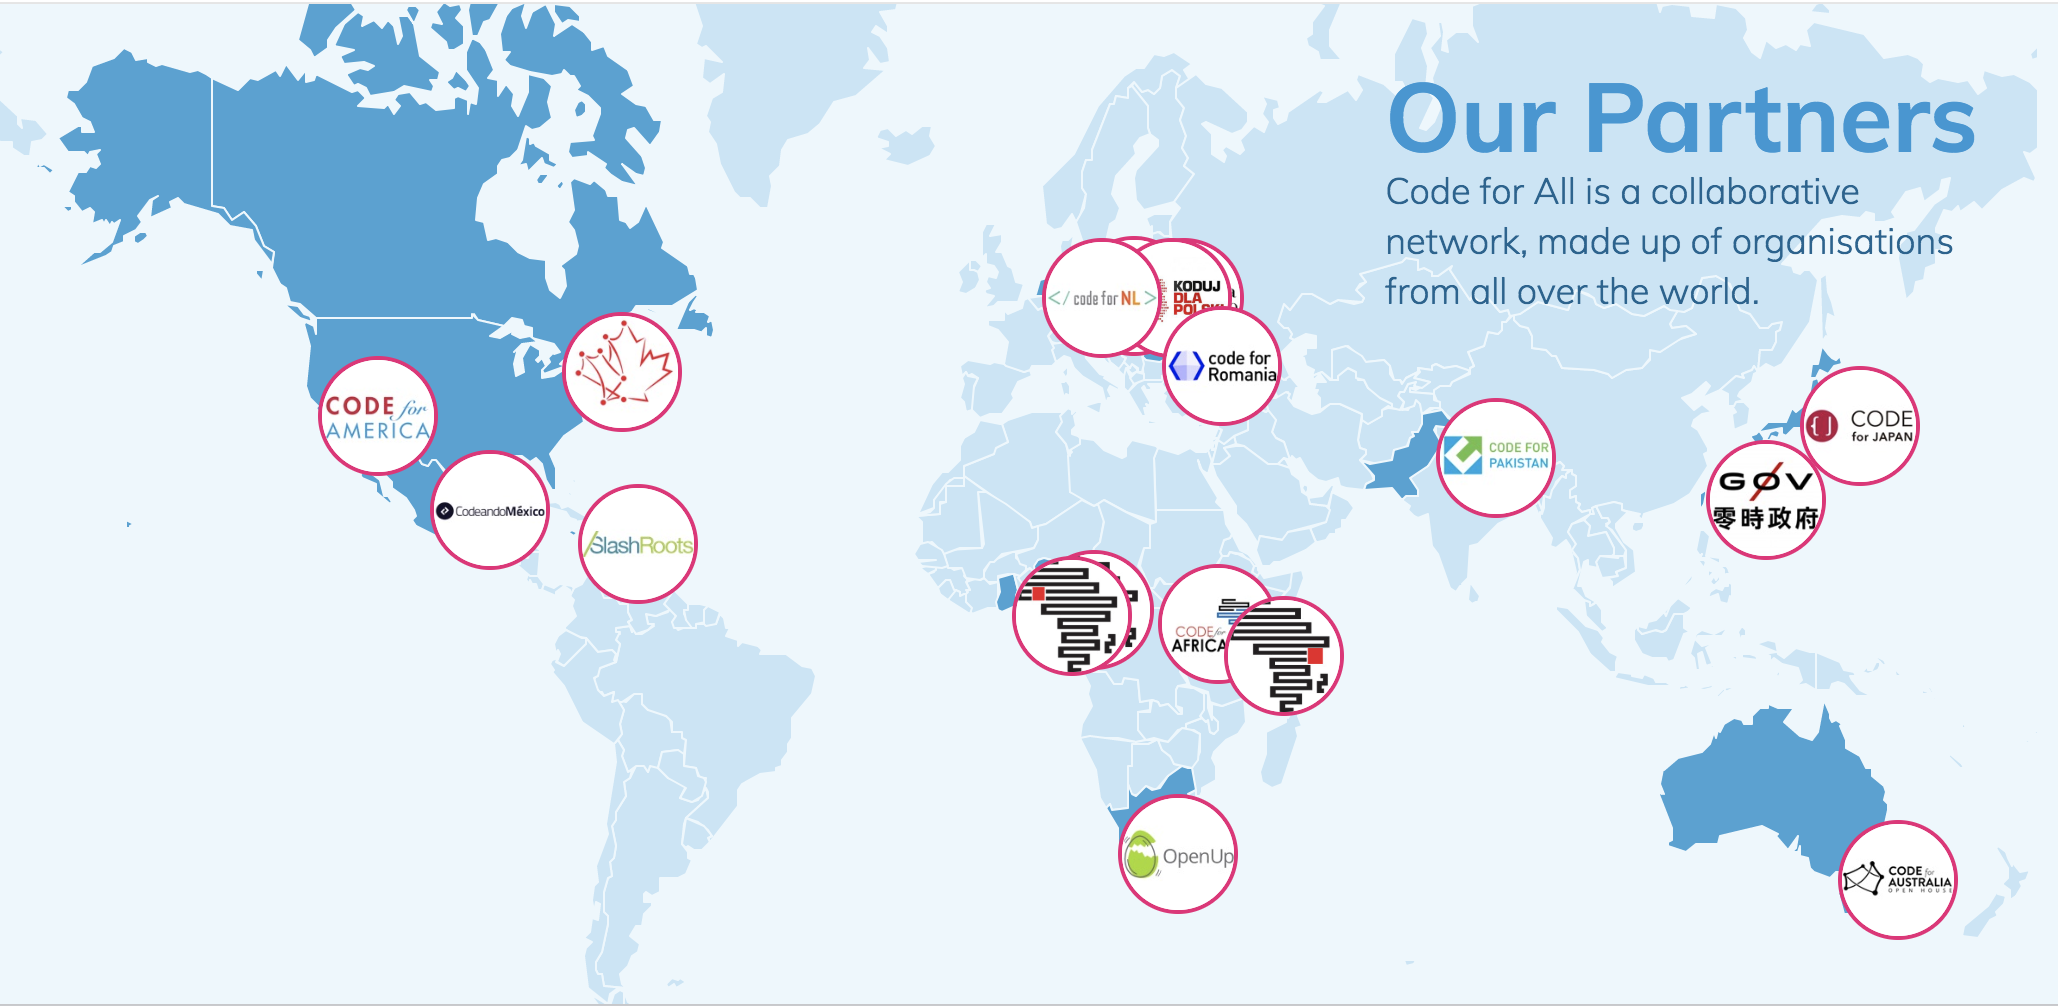 Our Partners
Code for All is a collaborative
network, made up of organisations
from all over the world.
</ code for NL >
KODUJ
DLA
code for
Romania
CODE for
AMERICA
CodeandoMéxico
SlashRoots
CODE FOR
PAKISTAN
CODE
for JAPAN
GØV
零時政府
CODE for
AFRICA
OpenUp
CODE for
AUSTRALIA
OPEN HOUSE